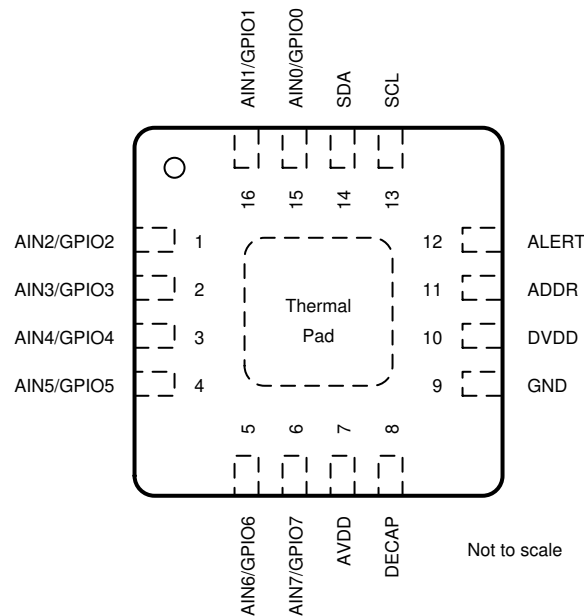 AIN1/GPIO1
AIN0/GPIO0
SDA
SCL
16
15
14
13
AIN2/GPIO2
1
12
ALERT
AIN3/GPIO3
2
11
ADDR
AIN4/GPIO4
3
10
DVDD
AIN5/GPIO5
4
9
GND
Thermal
Pad
5
6
7
8
AIN6/GPIO6
AIN7/GPIO7
AVDD
DECAP
Not to scale